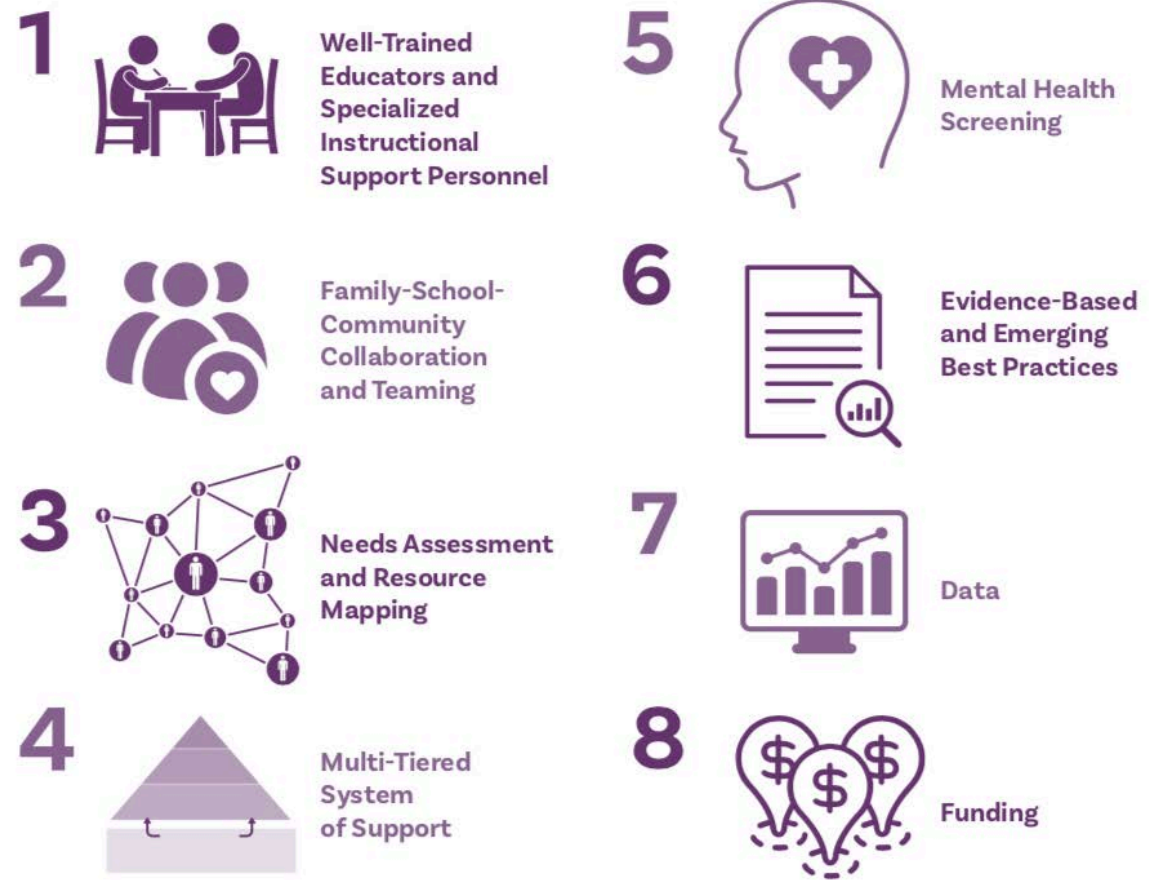 1
Well-Trained
Educators and
Specialized
Instructional
Support Personnel
2
Family-School-
Community
Collaboration
and Teaming
3
Needs Assessment
and Resource
Mapping
4
Multi-Tiered
System
of Support
5
Mental Health
Screening
6
Evidence-Based
and Emerging
Best Practices
7
Data
8
$ $ $
Funding